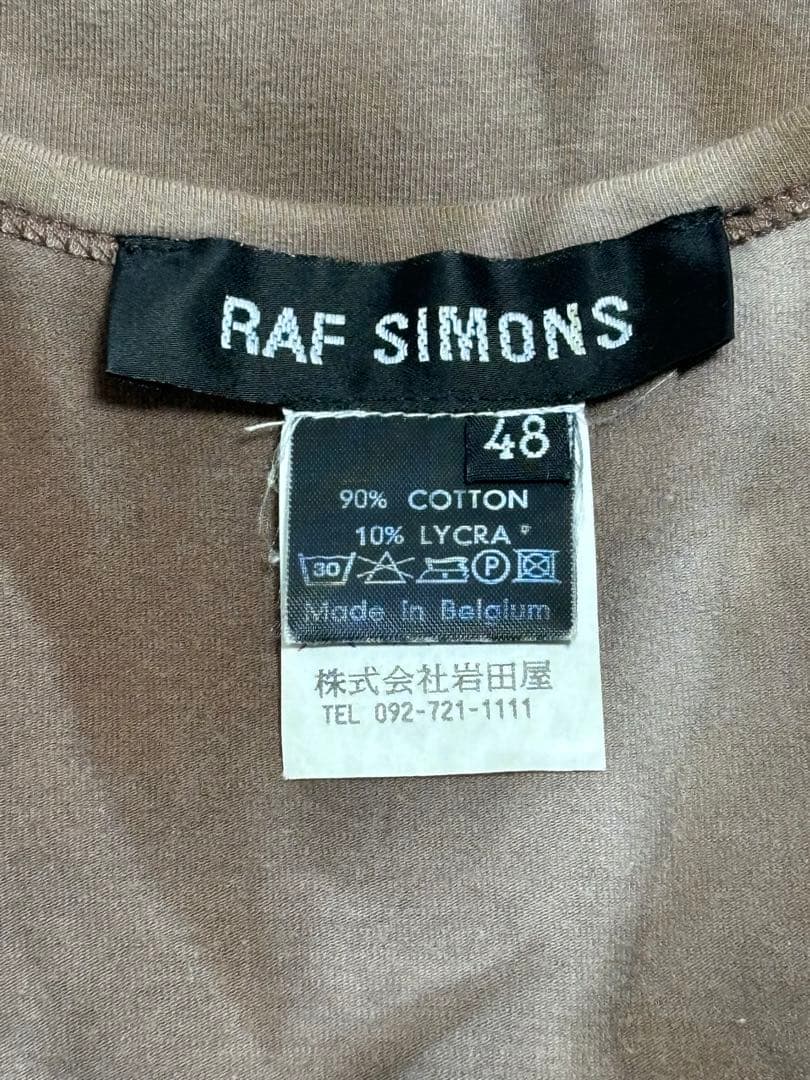 RAF SIMONS
48
90% COTTON
10% LYCRA ®
30 P
Made in Belgium
株式会社岩田屋
TEL 092-721-1111